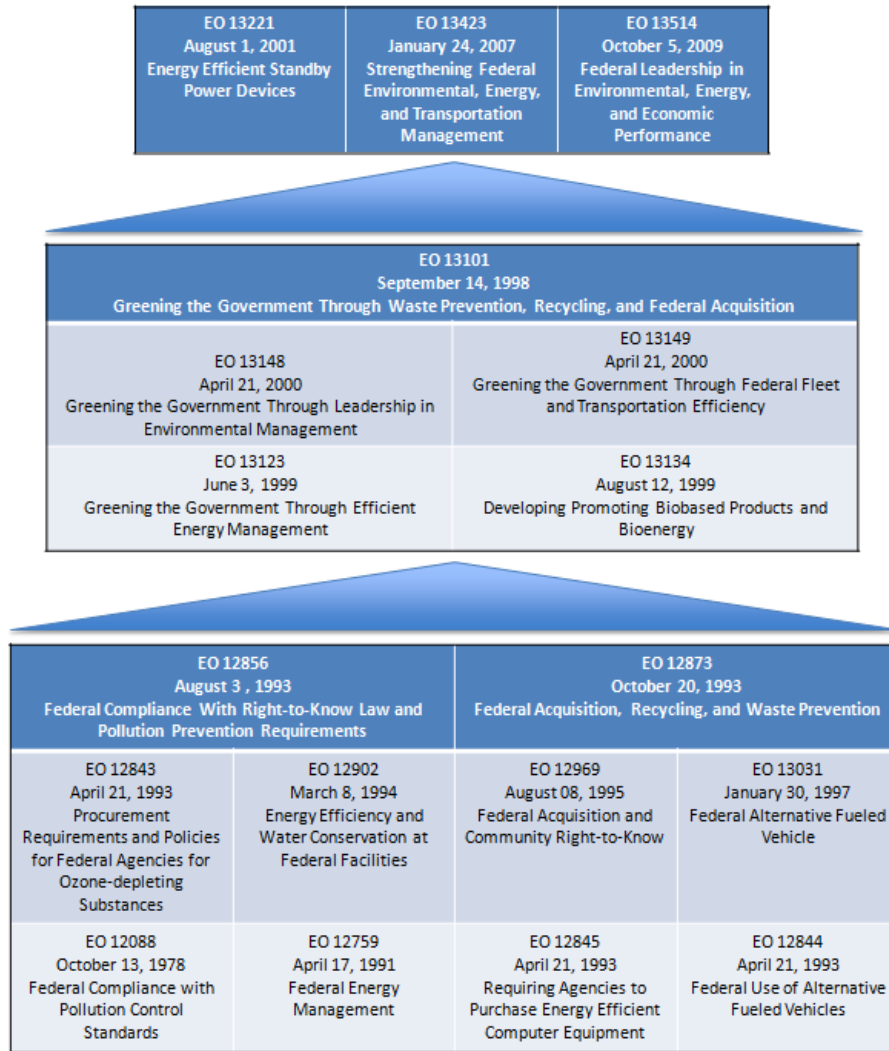 EO 13221
August 1, 2001
Energy Efficient Standby
Power Devices
EO 13423
January 24, 2007
Strengthening Federal
Environmental, Energy,
and Transportation
Management
EO 13514
October 5, 2009
Federal Leadership in
Environmental, Energy,
and Economic
Performance
EO 13101
September 14, 1998
Greening the Government Through Waste Prevention, Recycling, and Federal Acquisition
EO 13148
April 21, 2000
Greening the Government Through Leadership in
Environmental Management
EO 13149
April 21, 2000
Greening the Government Through Federal Fleet
and Transportation Efficiency
EO 13123
June 3, 1999
Greening the Government Through Efficient
Energy Management
EO 13134
August 12, 1999
Developing Promoting Biobased Products and
Bioenergy
EO 12856
August 3 , 1993
Federal Compliance With Right-to-Know Law and
Pollution Prevention Requirements
EO 12873
October 20, 1993
Federal Acquisition, Recycling, and Waste Prevention
EO 12843
April 21, 1993
Procurement
Requirements and Policies
for Federal Agencies for
Ozone-depleting
Substances
EO 12902
March 8, 1994
Energy Efficiency and
Water Conservation at
Federal Facilities
EO 12969
August 08, 1995
Federal Acquisition and
Community Right-to-Know
EO 13031
January 30, 1997
Federal Alternative Fueled
Vehicle
EO 12088
October 13, 1978
Federal Compliance with
Pollution Control
Standards
EO 12759
April 17, 1991
Federal Energy
Management
EO 12845
April 21, 1993
Requiring Agencies to
Purchase Energy Efficient
Computer Equipment
EO 12844
April 21, 1993
Federal Use of Alternative
Fueled Vehicles